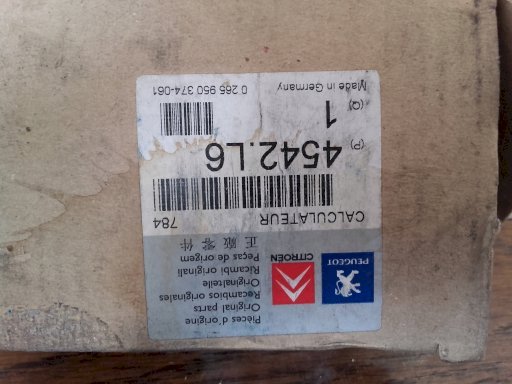 Pièces d'origine
Original parts
Recambios originales
Originalteile
Ricambi originali
Peças de origem
正廠零件
PEUGEOT
CITROËN
CALCULATEUR 784
(P) 4542.L6
(Q) 1
Made in Germany 0 265 950 374-061